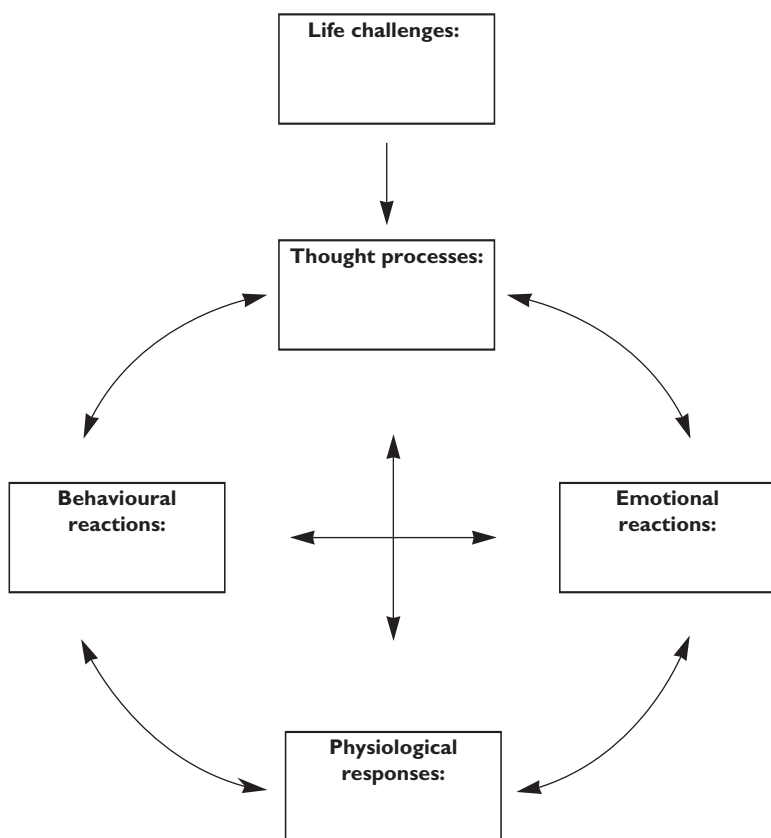 Life challenges:
Thought processes:
Behavioural
reactions:
Emotional
reactions:
Physiological
responses: